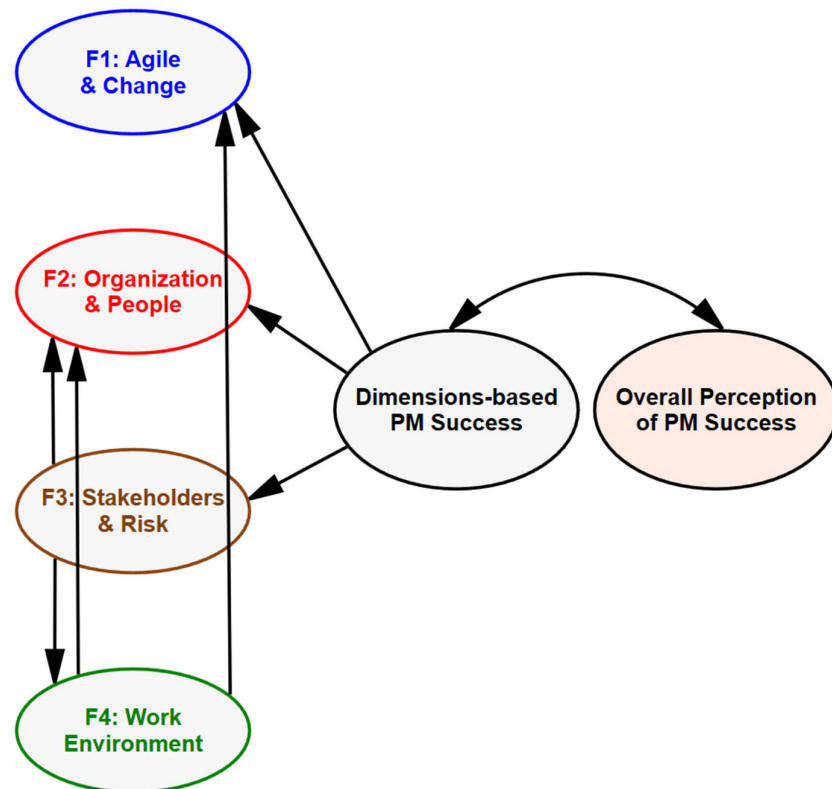 F1: Agile
& Change
F2: Organization
& People
Dimensions-based
PM Success
Overall Perception
of PM Success
F3: Stakeholders
& Risk
F4: Work
Environment